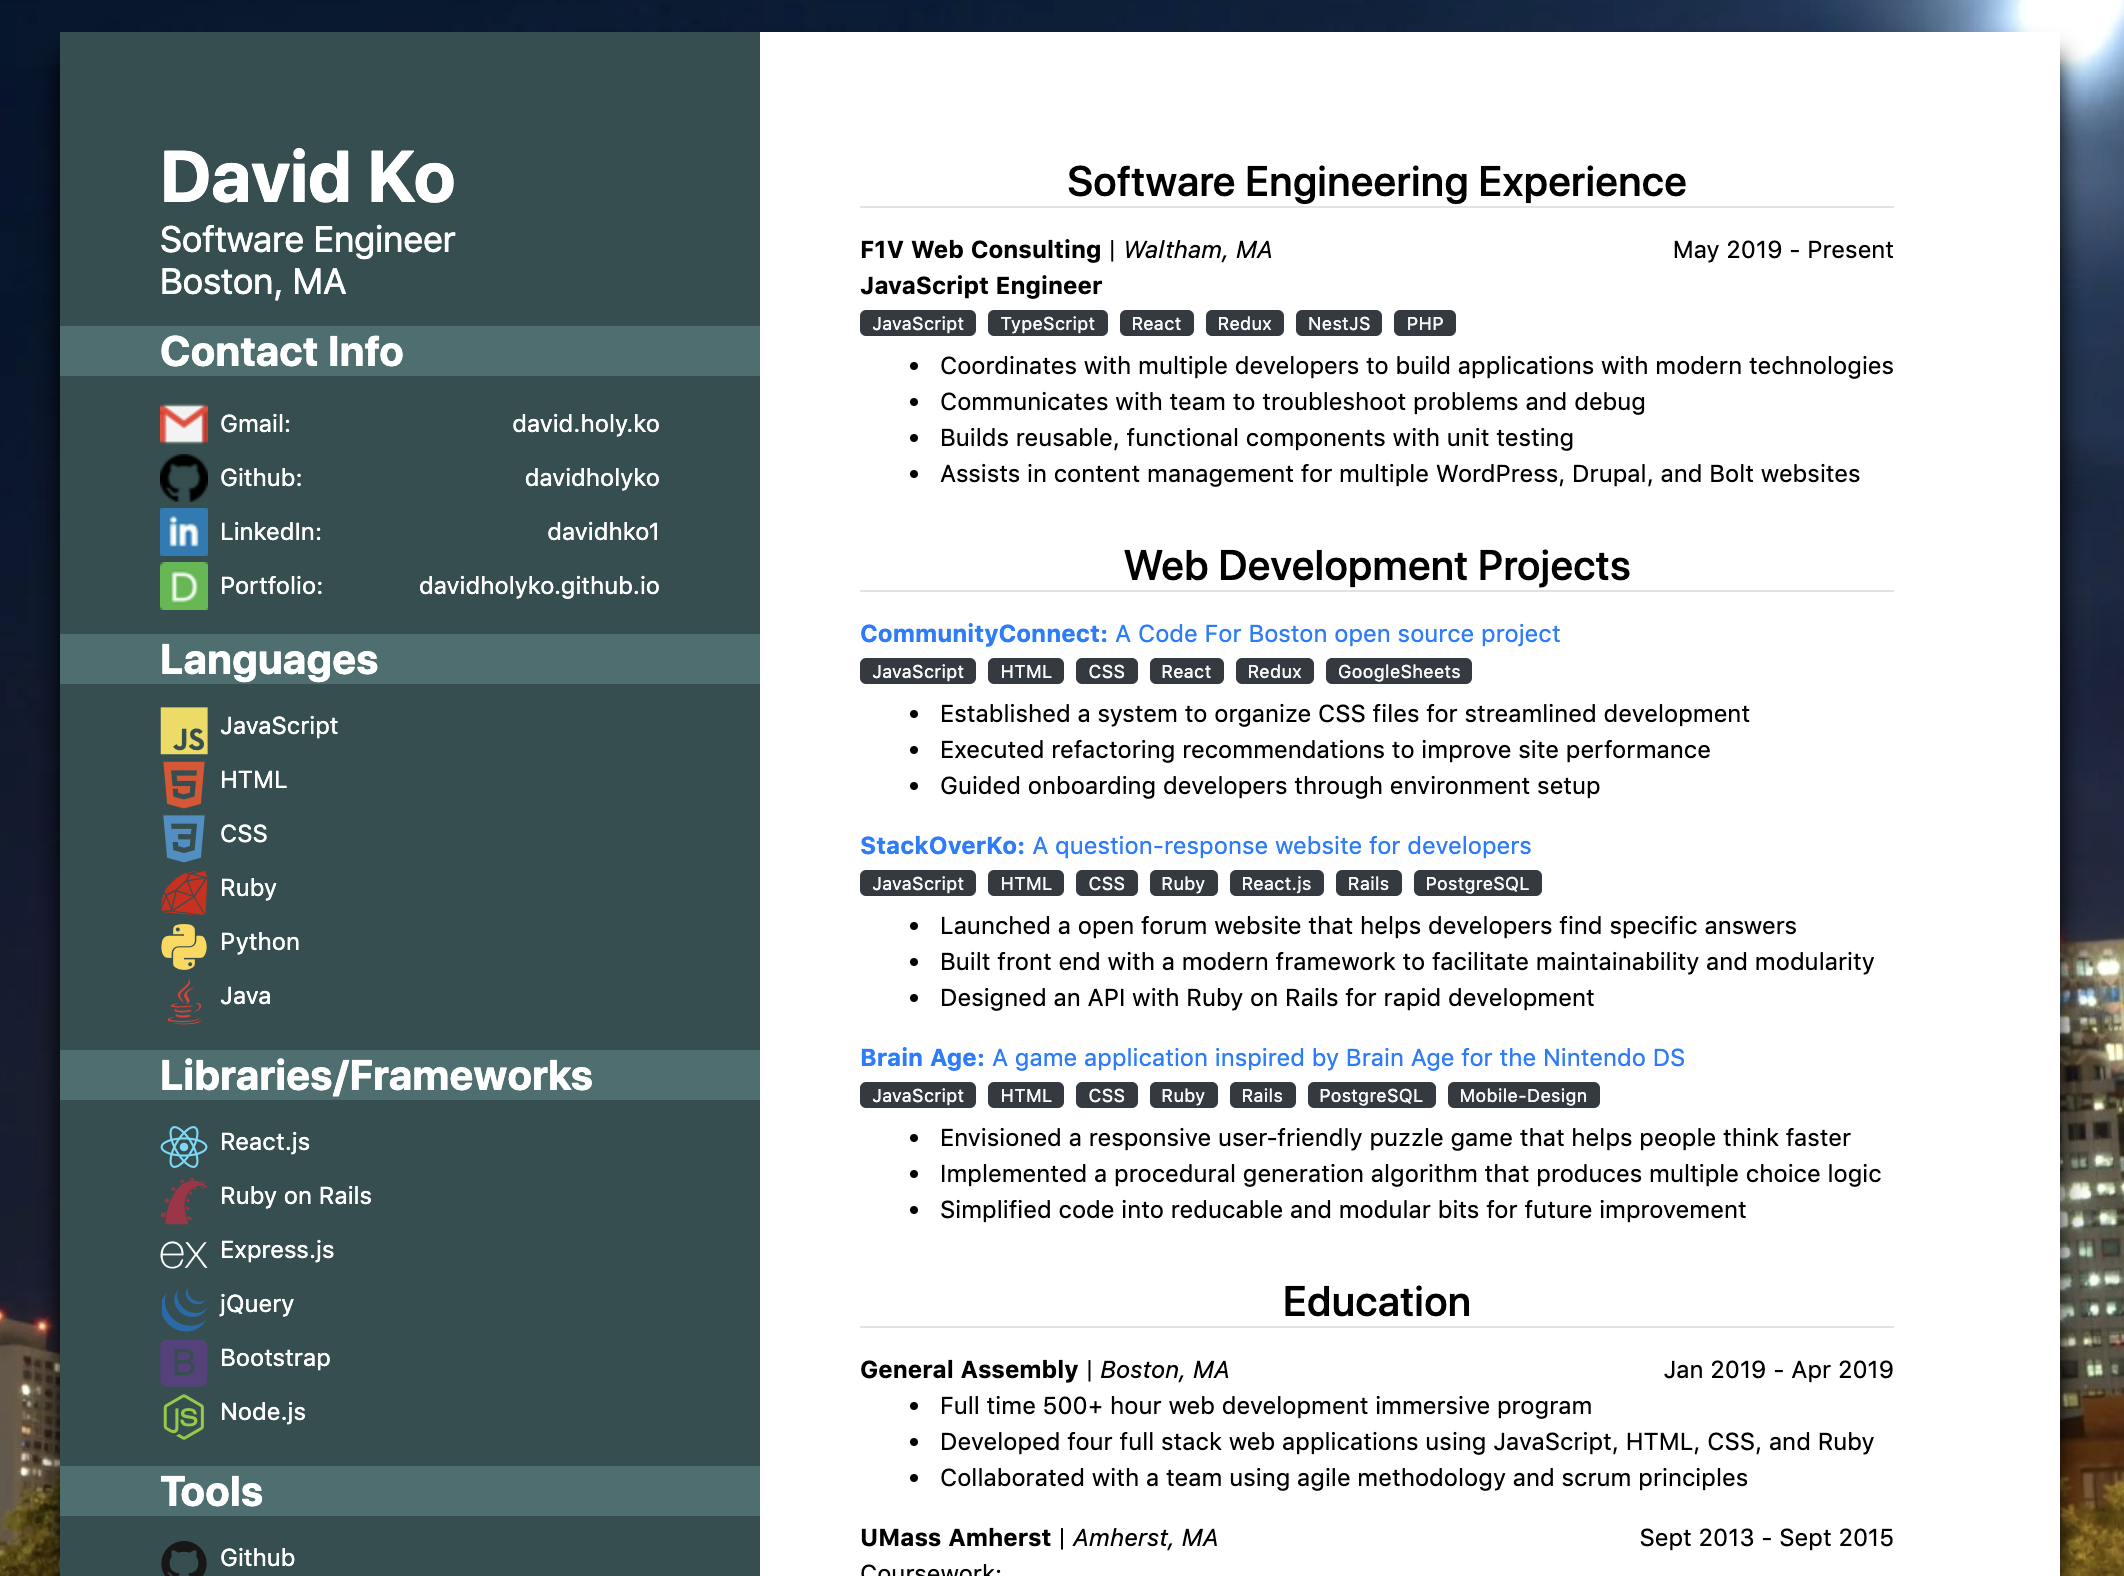 David Ko
Software Engineer
Boston, MA
Contact Info
Gmail: david.holy.ko
Github: davidholyko
LinkedIn: davidhko1
Portfolio: davidholyko.github.io
Languages
JavaScript
HTML
CSS
Ruby
Python
Java
Libraries/Frameworks
React.js
Ruby on Rails
Express.js
jQuery
Bootstrap
Node.js
Tools
Github
Software Engineering Experience
F1V Web Consulting | Waltham, MA May 2019 - Present
JavaScript Engineer
JavaScript TypeScript React Redux NestJS PHP
• Coordinates with multiple developers to build applications with modern technologies
• Communicates with team to troubleshoot problems and debug
• Builds reusable, functional components with unit testing
• Assists in content management for multiple WordPress, Drupal, and Bolt websites
Web Development Projects
CommunityConnect: A Code For Boston open source project
JavaScript HTML CSS React Redux GoogleSheets
• Established a system to organize CSS files for streamlined development
• Executed refactoring recommendations to improve site performance
• Guided onboarding developers through environment setup
StackOverKo: A question-response website for developers
JavaScript HTML CSS Ruby React.js Rails PostgreSQL
• Launched a open forum website that helps developers find specific answers
• Built front end with a modern framework to facilitate maintainability and modularity
• Designed an API with Ruby on Rails for rapid development
Brain Age: A game application inspired by Brain Age for the Nintendo DS
JavaScript HTML CSS Ruby Rails PostgreSQL Mobile-Design
• Envisioned a responsive user-friendly puzzle game that helps people think faster
• Implemented a procedural generation algorithm that produces multiple choice logic
• Simplified code into reducable and modular bits for future improvement
Education
General Assembly | Boston, MA Jan 2019 - Apr 2019
• Full time 500+ hour web development immersive program
• Developed four full stack web applications using JavaScript, HTML, CSS, and Ruby
• Collaborated with a team using agile methodology and scrum principles
UMass Amherst | Amherst, MA Sept 2013 - Sept 2015
Coursework: